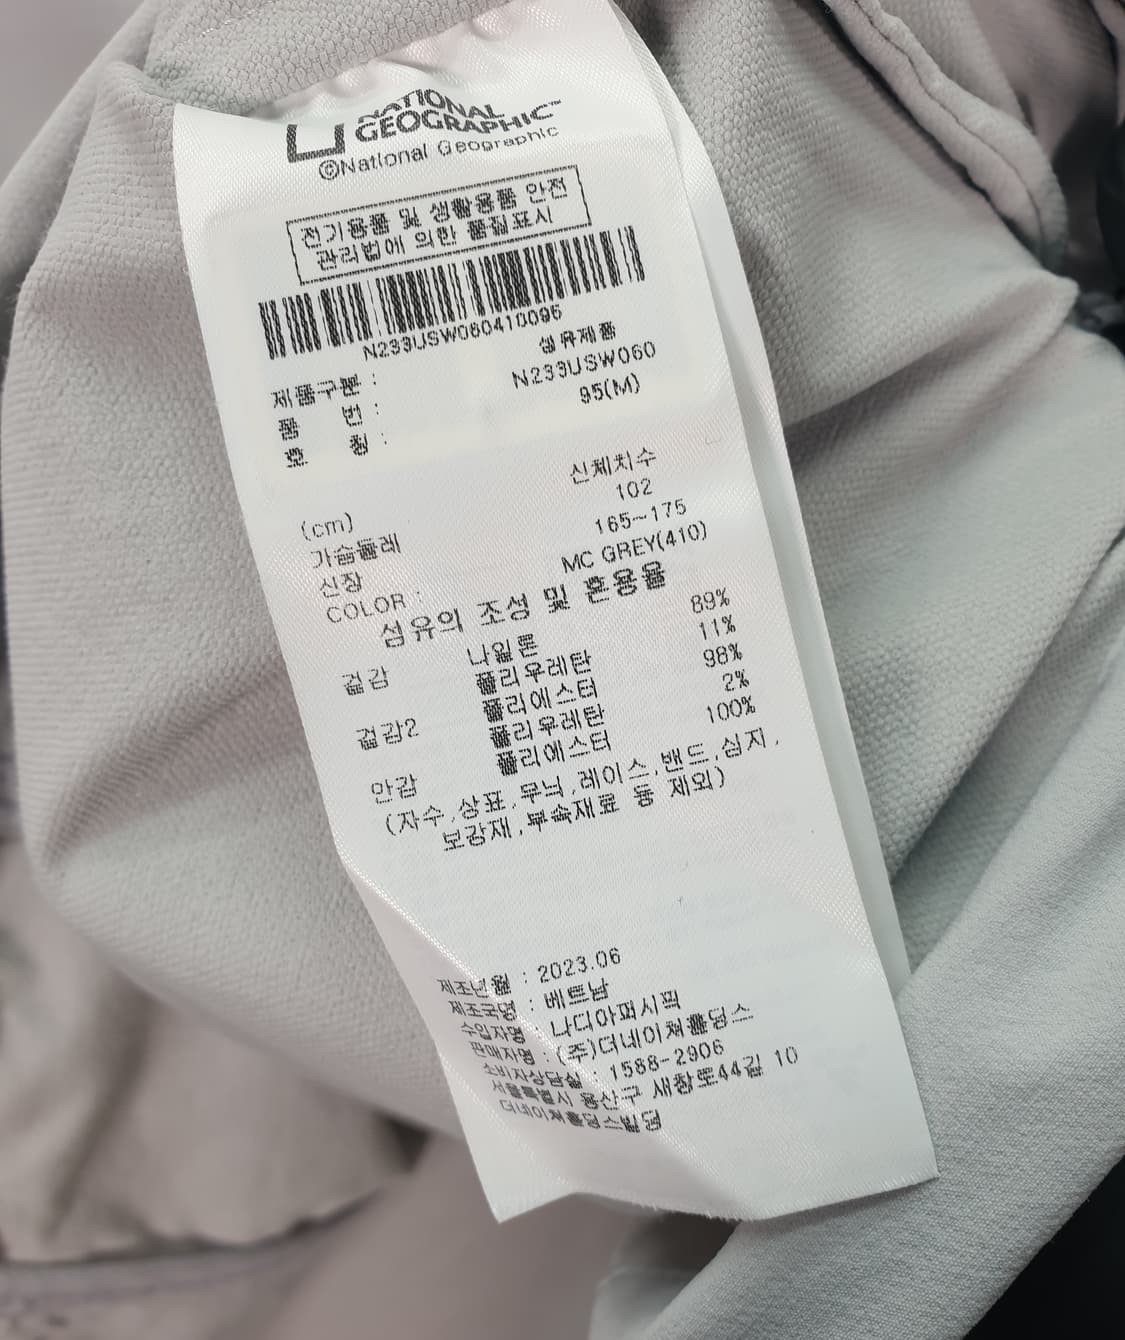 NATIONAL
GEOGRAPHIC™
©National Geographic
전기용품 및 생활용품 안전
관리법에 의한 품질표시
N233USW060410095
제품구분 : 섬유제품
품 번 : N233USW060
호 칭 : 95(M)
신체치수
(cm)
가슴둘레 102
신장 165~175
COLOR : MC GREY(410)
섬유의 조성 및 혼용율
겉감 나일론 89%
폴리우레탄 11%
겉감2 폴리에스터 98%
폴리우레탄 2%
안감 폴리에스터 100%
(자수,상표,무늬,레이스,밴드,심지,
보강재,부속재료 등 제외)
제조년월 : 2023.06
제조국명 : 베트남
수입자명 : 나디아퍼시픽
판매자명 : (주)더네이쳐홀딩스
소비자상담실 : 1588-2906
서울특별시 용산구 새창로44길 10
더네이쳐홀딩스빌딩